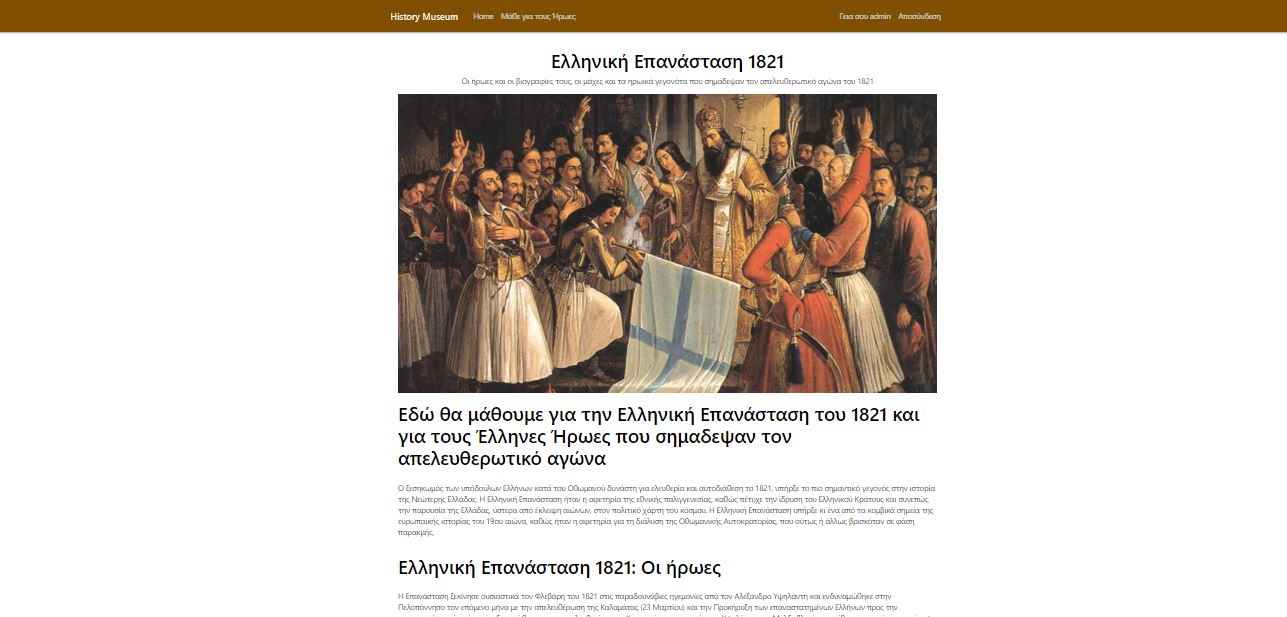 History Museum Home Μάθε για τους Ήρωες Γεια σου admin Αποσύνδεση
Ελληνική Επανάσταση 1821
Οι ήρωες και οι βιογραφίες τους, οι μάχες και τα ηρωικά γεγονότα που σημάδεψαν τον απελευθερωτικό αγώνα του 1821
Εδώ θα μάθουμε για την Ελληνική Επανάσταση του 1821 και
για τους Έλληνες Ήρωες που σημαδεψαν τον
απελευθερωτικό αγώνα
Ο ξεσηκωμός των υπόδουλων Ελλήνων κατά του Οθωμανού δυνάστη για ελευθερία και αυτοδιάθεση το 1821, υπήρξε το πιο σημαντικό γεγονός στην ιστορία
της Νεώτερης Ελλάδας. Η Ελληνική Επανάσταση ήταν η αφετηρία της εθνικής παλιγγενεσίας, καθώς πέτυχε την ίδρυση του Ελληνικού Κράτους και συνεπώς
την παρουσία της Ελλάδας, ύστερα από έκλειψη αιώνων, στον πολιτικό χάρτη του κόσμου. Η Ελληνική Επανάσταση υπήρξε κι ένα από τα κομβικά σημεία της
ευρωπαικής ιστορίας του 19ου αιώνα, καθώς ήταν η αφετηρία για τη διάλυση της Οθωμανικής Αυτοκρατορίας, που ούτως ή άλλως βρισκόταν σε φάση
παρακμής.
Ελληνική Επανάσταση 1821: Οι ήρωες
Η Επανάσταση ξεκίνησε ουσιαστικά τον Φλεβάρη του 1821 στις παραδουνάβιες ηγεμονίες από τον Αλέξανδρο Υψηλάντη και ενδυναμώθηκε στην
Πελοπόννησο τον επόμενο μήνα με την απελευθέρωση της Καλαμάτας (23 Μαρτίου) και την Προκήρυξη των επαναστατημένων Ελλήνων προς την